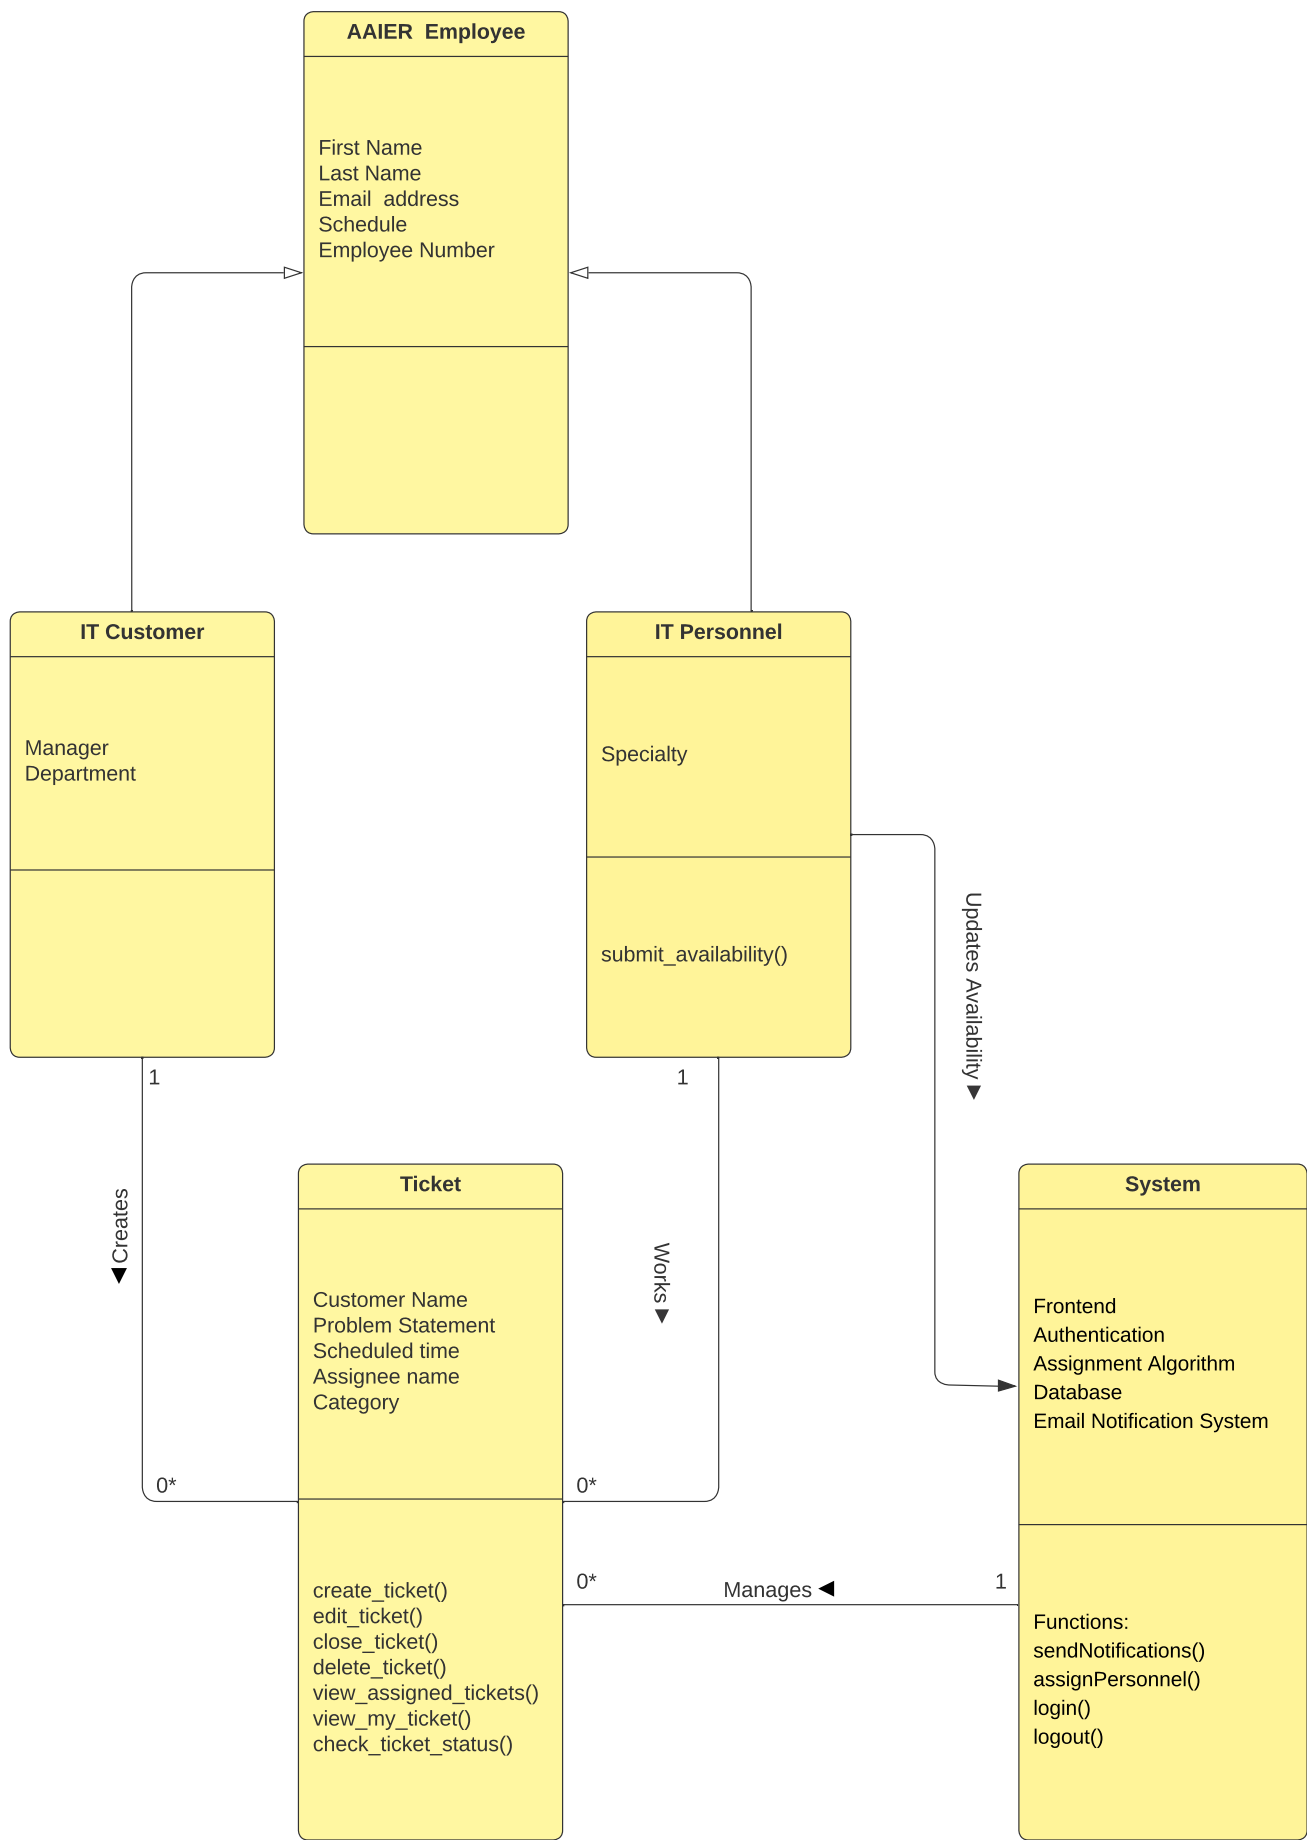 AAIER  Employee
First Name
Last Name
Email  address
Schedule
Employee Number
IT Customer
Manager
Department
IT Personnel
Specialty
submit_availability()
Updates Availability
1
1
Creates
Works
Ticket
Customer Name
Problem Statement
Scheduled time
Assignee name
Category
0*
0*
create_ticket()
edit_ticket()
close_ticket()
delete_ticket()
view_assigned_tickets()
view_my_ticket()
check_ticket_status()
0*
Manages
1
System
Frontend
Authentication
Assignment Algorithm
Database
Email Notification System
Functions:
sendNotifications()
assignPersonnel()
login()
logout()